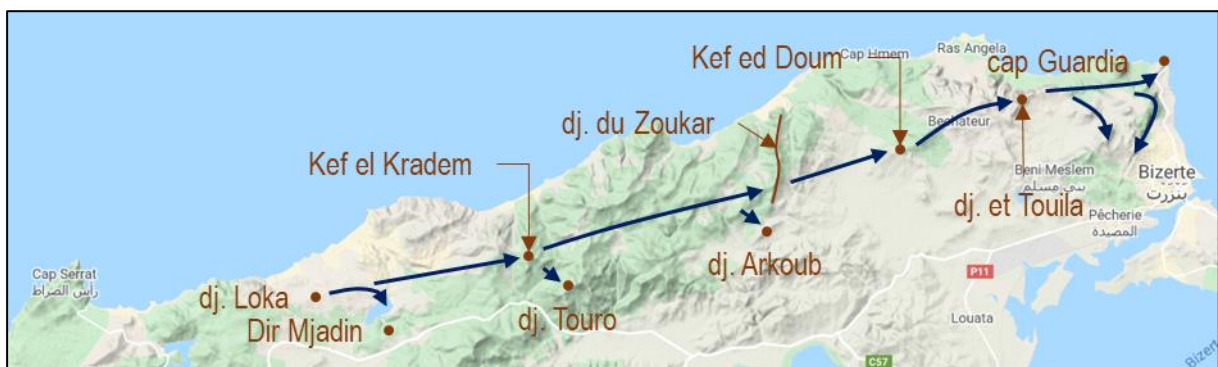 Cap Hmem
Ras Angela
Kef ed Doum
cap Guardia
dj. du Zoukar
Bechateur
Kef el Kradem
Beni Meslem
بني مسلم
Bizerte
بنزرت
dj. et Touila
Pêcherie
المصيدة
Cap Serrat
رأس الصراط
dj. Loka
dj. Arkoub
P11
Dir Mjadin
dj. Touro
Louata
C57
Bizerte